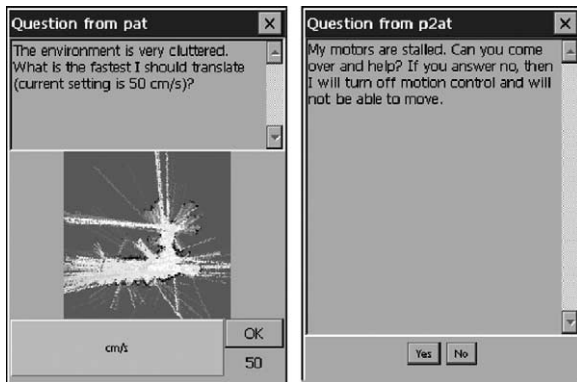 Question from pat
X
The environment is very cluttered.
What is the fastest I should translate
(current setting is 50 cm/s)?
cm/s
OK
50
Question from p2at
X
My motors are stalled. Can you come
over and help? If you answer no, then
I will turn off motion control and will
not be able to move.
Yes No